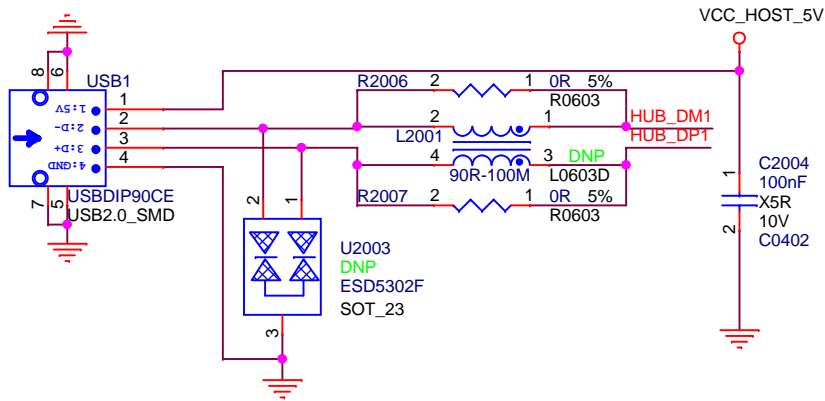 VCC_HOST_5V
8
6
USB1
1:5V
2:D-
3:D+
4:GND
1
2
3
4
7
5
USBDIP90CE
USB2.0_SMD
R2006
2
1
0R
5%
R0603
2
1
HUB_DM1
HUB_DP1
L2001
4
3
DNP
90R-100M
L0603D
R2007
2
1
0R
5%
R0603
2
1
U2003
DNP
ESD5302F
SOT_23
3
C2004
1
100nF
X5R
10V
2
C0402